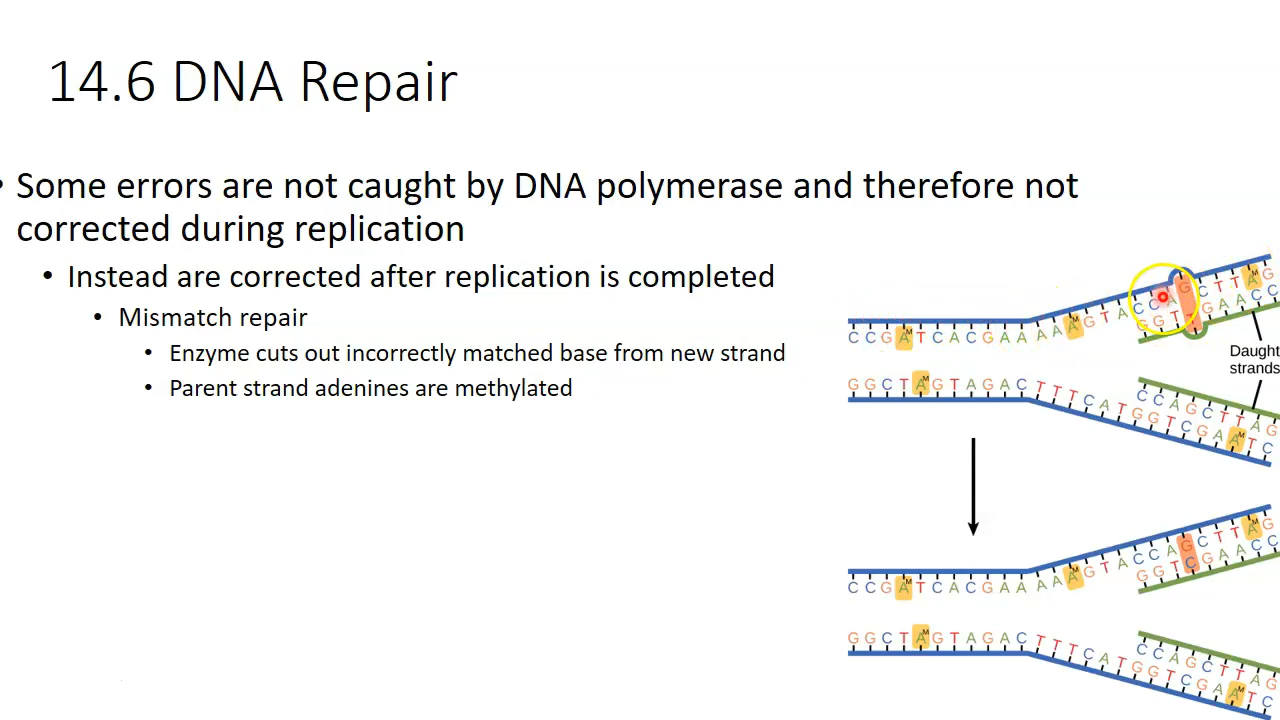 14.6 DNA Repair
• Some errors are not caught by DNA polymerase and therefore not
corrected during replication
• Instead are corrected after replication is completed
• Mismatch repair
• Enzyme cuts out incorrectly matched base from new strand
• Parent strand adenines are methylated
C C G A M T C A C G A A A A A M G T A C C A G C T T A M G
G G T T G A A C C
G G C T A M G T A G A C T T T C A T G G T C G A A M T C
C C A G C T T A G
Daught
strands
C C G A M T C A C G A A A A A M G T A C C A G C T T A M G
G G T C G A A C C
G G C T A M G T A G A C T T T C A T G G T C G A A M T C
C C A G C T T A G